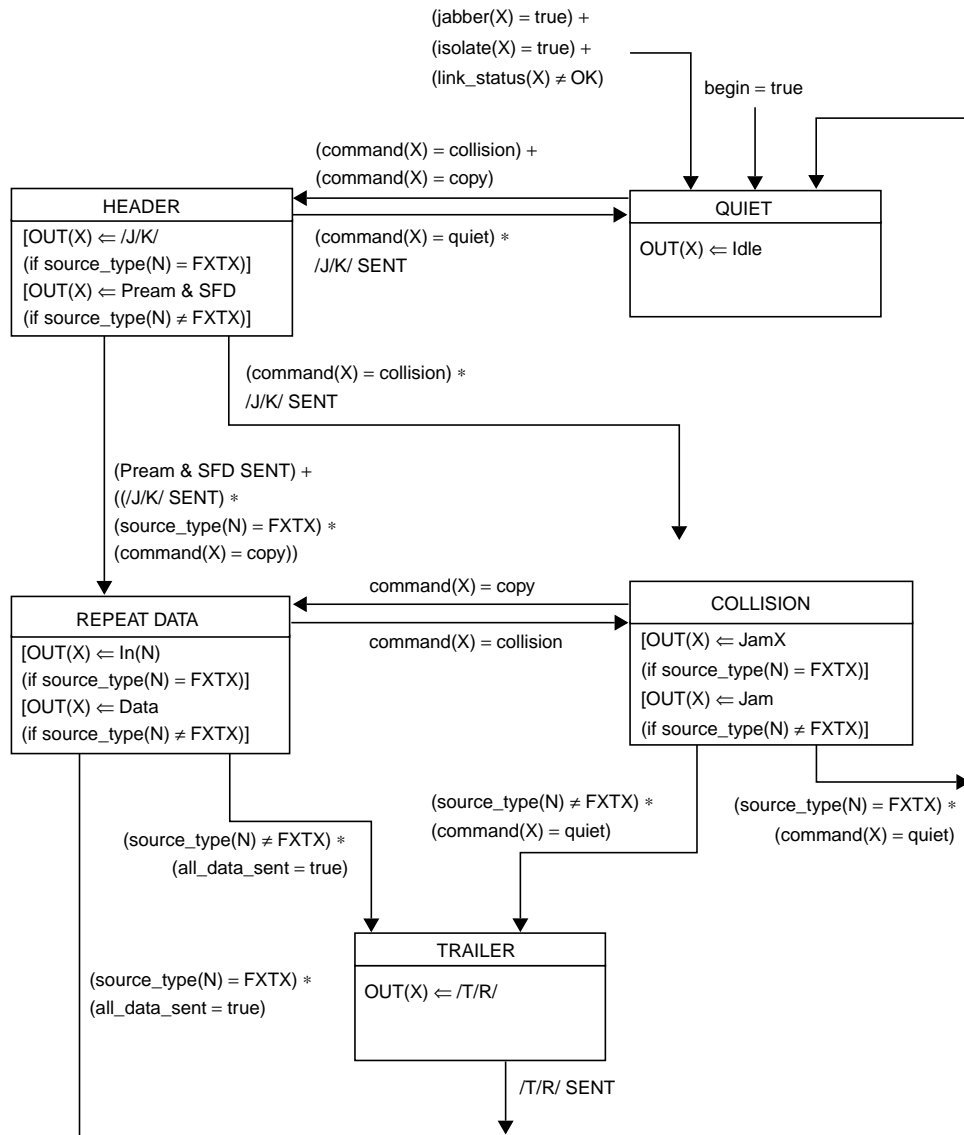 (jabber(X) = true) +
(isolate(X) = true) +
(link_status(X) ≠ OK)
begin = true
(command(X) = collision) +
(command(X) = copy)
HEADER
[OUT(X) ⇐ /J/K/
(if source_type(N) = FXTX)]
[OUT(X) ⇐ Pream & SFD
(if source_type(N) ≠ FXTX)]
(command(X) = quiet) *
/J/K/ SENT
QUIET
OUT(X) ⇐ Idle
(command(X) = collision) *
/J/K/ SENT
(Pream & SFD SENT) +
((/J/K/ SENT) *
(source_type(N) = FXTX) *
(command(X) = copy))
command(X) = copy
command(X) = collision
REPEAT DATA
[OUT(X) ⇐ In(N)
(if source_type(N) = FXTX)]
[OUT(X) ⇐ Data
(if source_type(N) ≠ FXTX)]
COLLISION
[OUT(X) ⇐ JamX
(if source_type(N) = FXTX)]
[OUT(X) ⇐ Jam
(if source_type(N) ≠ FXTX)]
(source_type(N) ≠ FXTX) *
(all_data_sent = true)
(source_type(N) ≠ FXTX) *
(command(X) = quiet)
(source_type(N) = FXTX) *
(command(X) = quiet)
(source_type(N) = FXTX) *
(all_data_sent = true)
TRAILER
OUT(X) ⇐ /T/R/
/T/R/ SENT